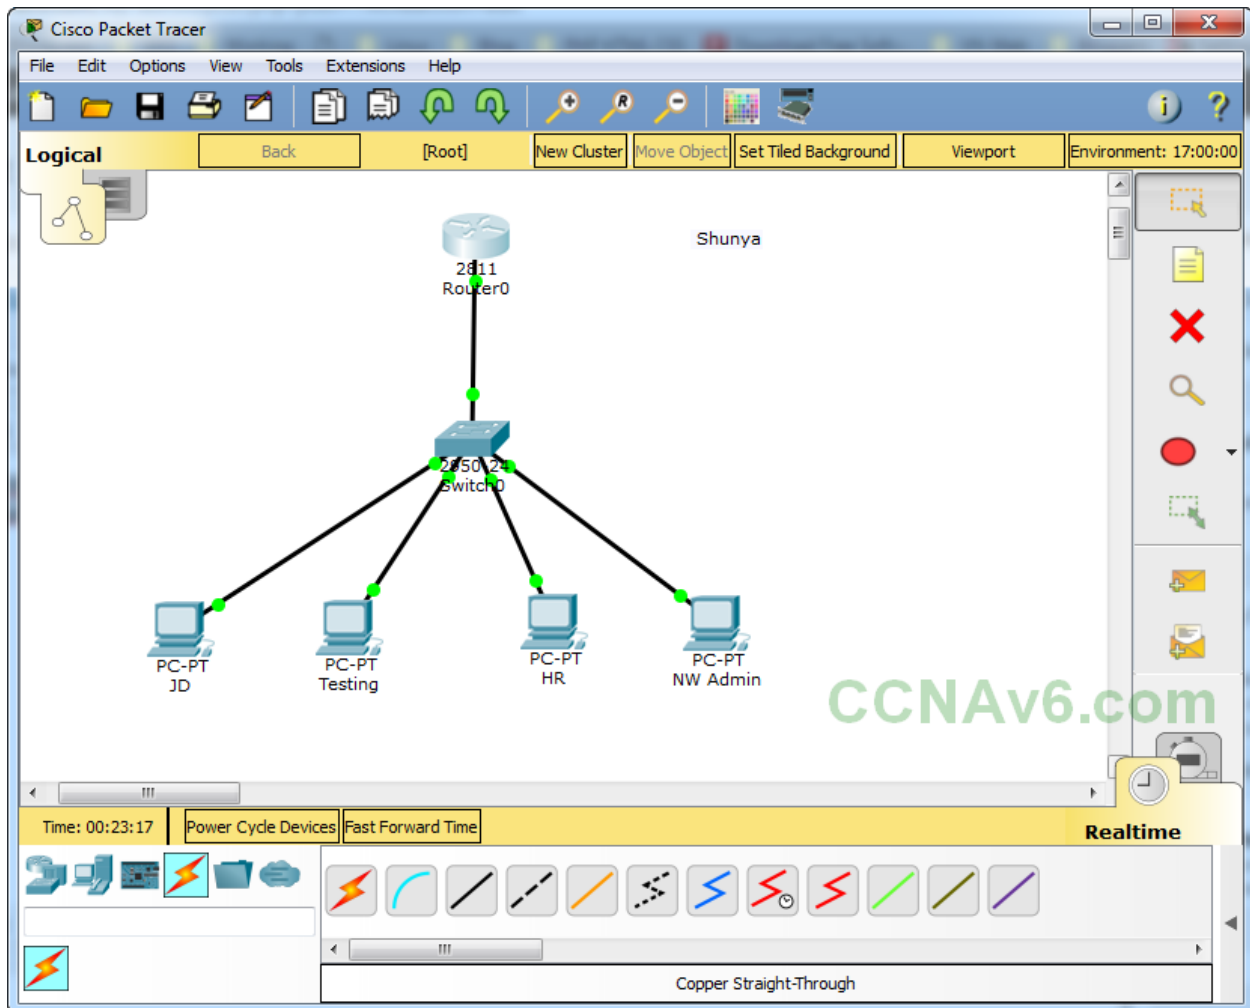 Cisco Packet Tracer
File Edit Options View Tools Extensions Help
R
i ?
Logical Back [Root] New Cluster Move Object Set Tiled Background Viewport Environment: 17:00:00
Shunya
2811
Router0
2950-24
Switch0
PC-PT
JD
PC-PT
Testing
PC-PT
HR
PC-PT
NW Admin
CCNAv6.com
Time: 00:23:17 Power Cycle Devices Fast Forward Time Realtime
Copper Straight-Through